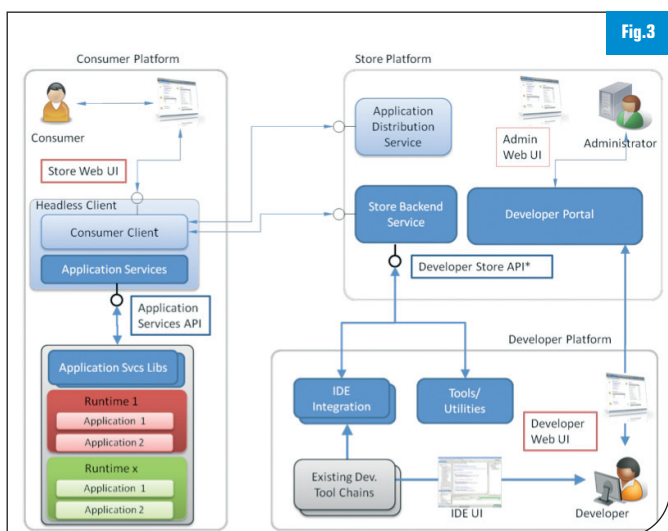 Fig.3
Consumer Platform
Consumer
Store Web UI
Headless Client
Consumer Client
Application Services
Application
Services API
Application Svcs Libs
Runtime 1
Application 1
Application 2
Runtime x
Application 1
Application 2
Store Platform
Application
Distribution
Service
Admin
Web UI
Administrator
Store Backend
Service
Developer Portal
Developer Store API*
Developer Platform
IDE
Integration
Tools/
Utilities
Developer
Web UI
Existing Dev.
Tool Chains
IDE UI
Developer